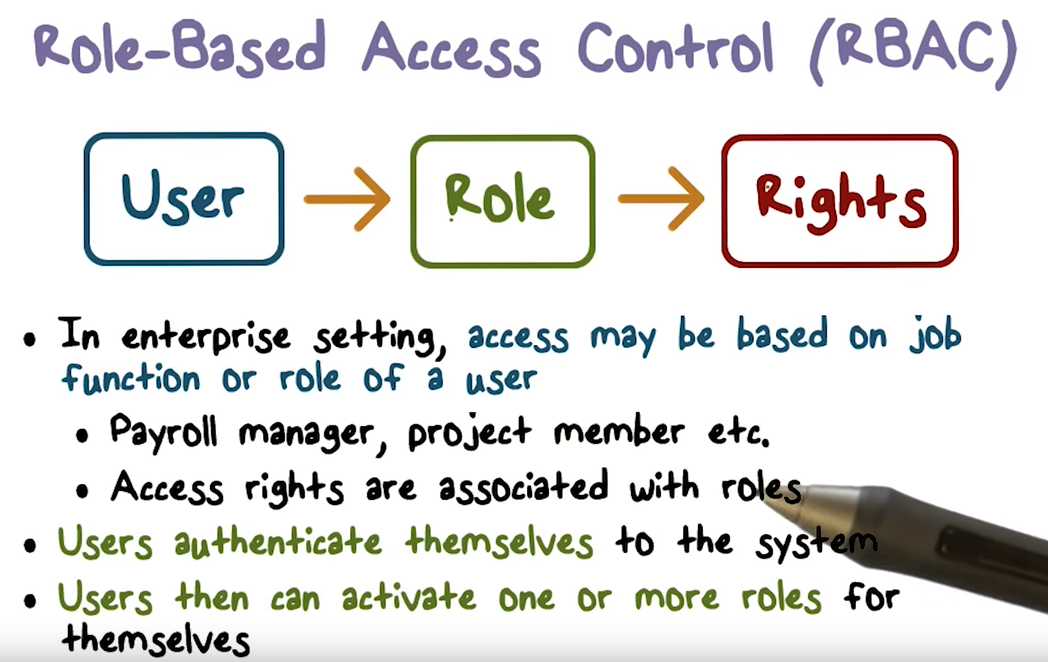 Role-Based Access Control (RBAC)
User → Role → Rights
• In enterprise setting, access may be based on job
function or role of a user
• Payroll manager, project member etc.
• Access rights are associated with roles
• Users authenticate themselves to the system
• Users then can activate one or more roles for
themselves